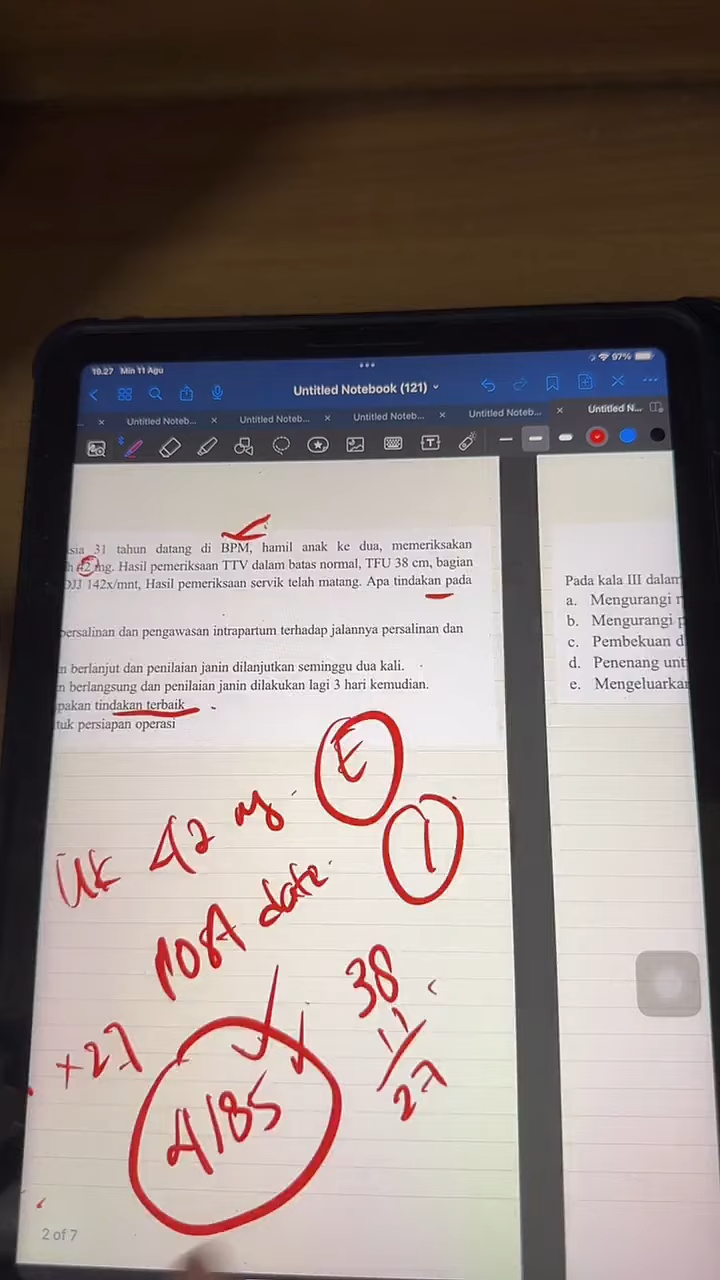 19.27 Min 11 Agu
97%
Untitled Notebook (121)
Untitled Noteb...
Untitled Noteb...
Untitled Noteb...
Untitled Noteb...
Untitled N...
sia 31 tahun datang di BPM, hamil anak ke dua, memeriksakan
h 42 mg. Hasil pemeriksaan TTV dalam batas normal, TFU 38 cm, bagian
DJJ 142x/mnt, Hasil pemeriksaan servik telah matang. Apa tindakan pada
persalinan dan pengawasan intrapartum terhadap jalannya persalinan dan
n berlanjut dan penilaian janin dilanjutkan seminggu dua kali.
n berlangsung dan penilaian janin dilakukan lagi 3 hari kemudian.
pakan tindakan terbaik
tuk persiapan operasi
Pada kala III dalam
a. Mengurangi
b. Mengurangi p
c. Pembekuan d
d. Penenang unt
e. Mengeluarkan
E
UK 42 mg.
1
post date
38
11
27
+27
4185
2 of 7